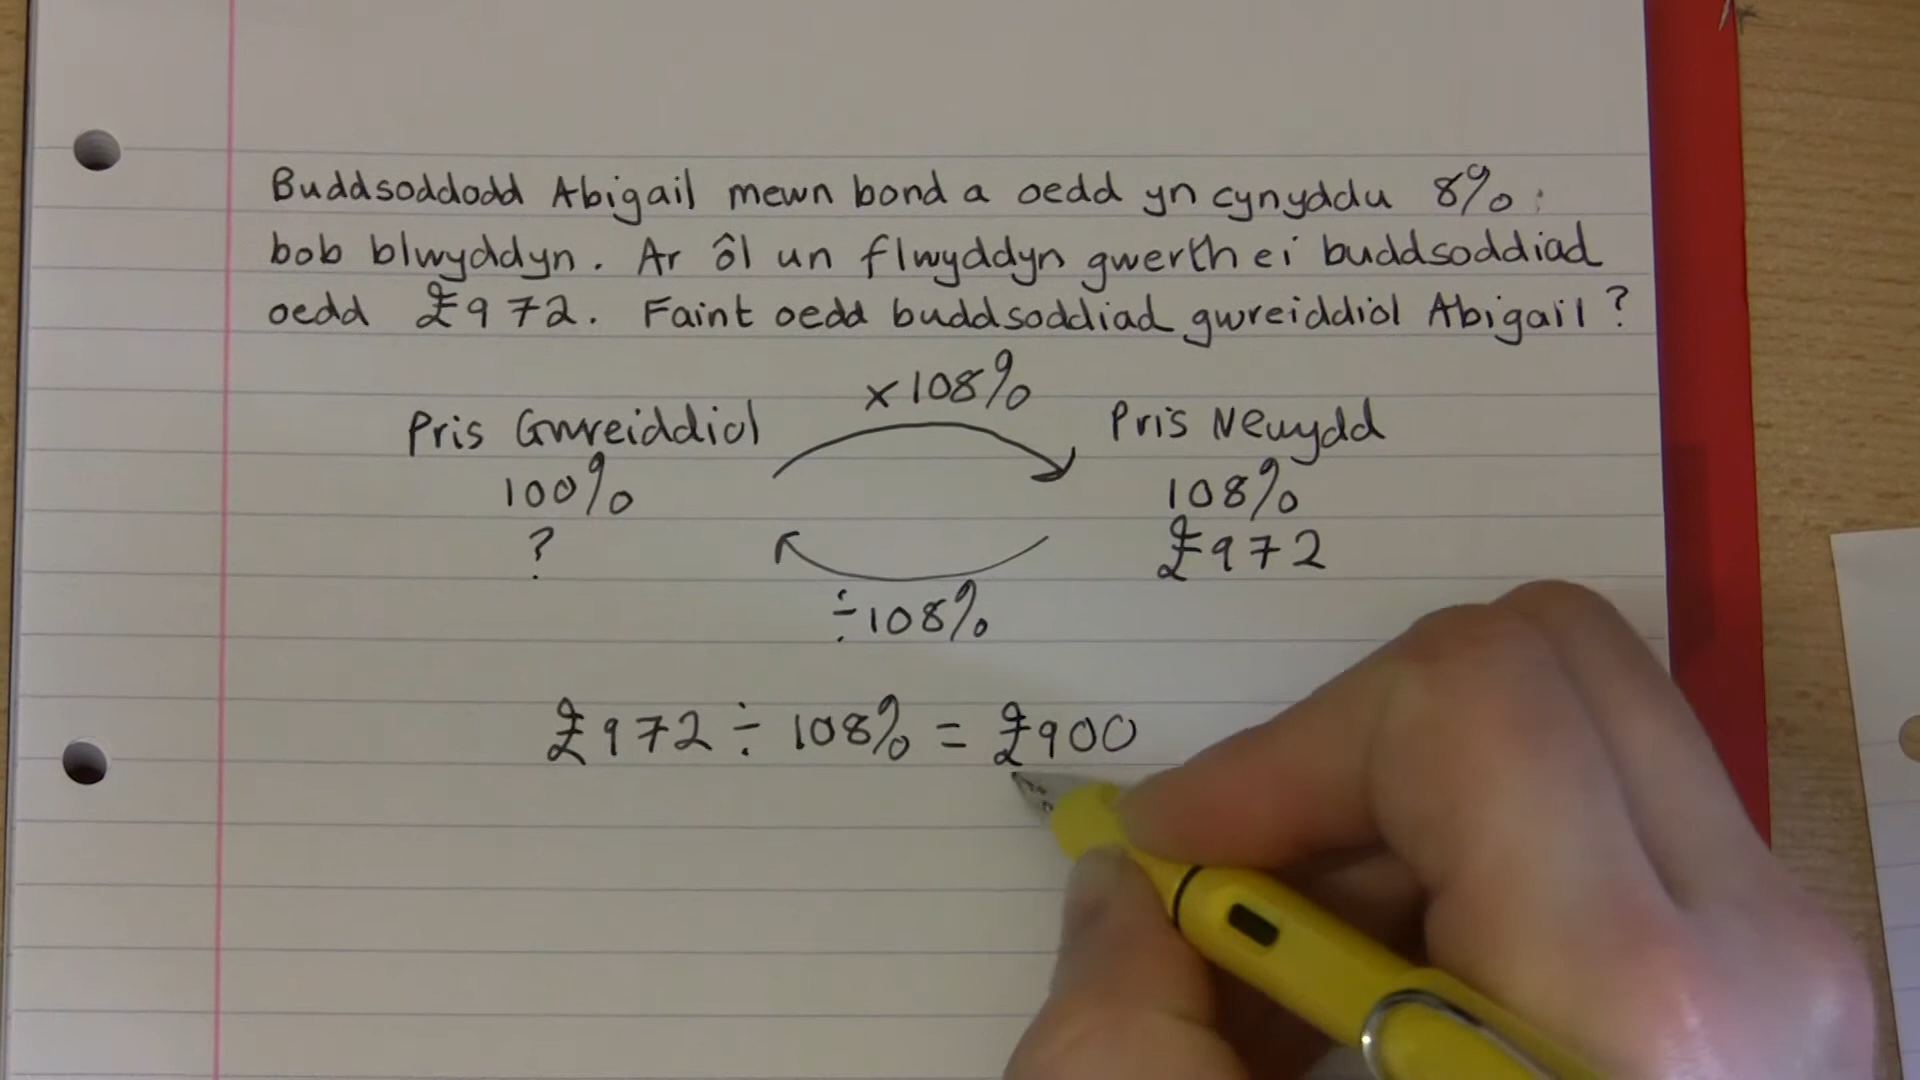 Buddsoddodd Abigail mewn bond a oedd yn cynyddu 8%
bob blwyddyn. Ar ôl un flwyddyn gwerth ei buddsoddiad
oedd £972. Faint oedd buddsoddiad gwreiddiol Abigail?
×108%
Pris Gwreiddiol Pris Newydd
100% 108%
? £972
÷108%
£972 ÷ 108% = £900